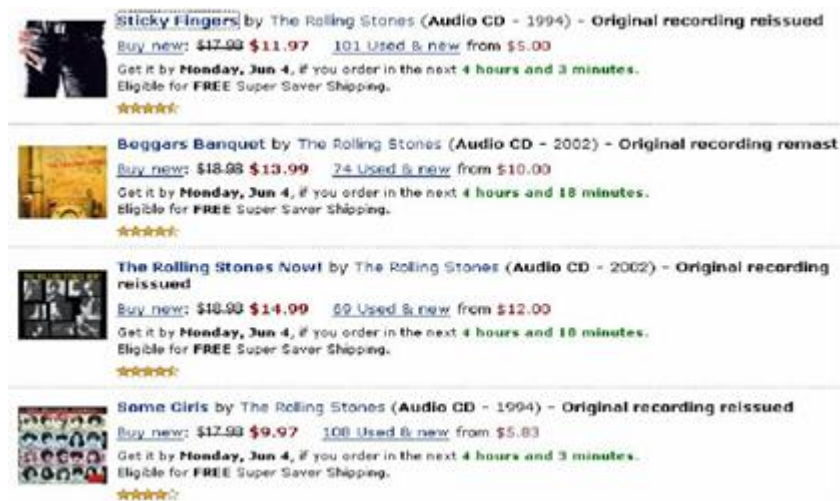 Sticky Fingers by The Rolling Stones (Audio CD - 1994) - Original recording reissued
Buy new: $17.98 $11.97 101 Used & new from $5.00
Get it by Monday, Jun 4, if you order in the next 4 hours and 3 minutes.
Eligible for FREE Super Saver Shipping.
Beggars Banquet by The Rolling Stones (Audio CD - 2002) - Original recording remast
Buy new: $18.98 $13.99 74 Used & new from $10.00
Get it by Monday, Jun 4, if you order in the next 4 hours and 18 minutes.
Eligible for FREE Super Saver Shipping.
The Rolling Stones Now! by The Rolling Stones (Audio CD - 2002) - Original recording
reissued
Buy new: $18.98 $14.99 69 Used & new from $12.00
Get it by Monday, Jun 4, if you order in the next 4 hours and 18 minutes.
Eligible for FREE Super Saver Shipping.
Some Girls by The Rolling Stones (Audio CD - 1994) - Original recording reissued
Buy new: $17.98 $9.97 108 Used & new from $5.83
Get it by Monday, Jun 4, if you order in the next 4 hours and 3 minutes.
Eligible for FREE Super Saver Shipping.